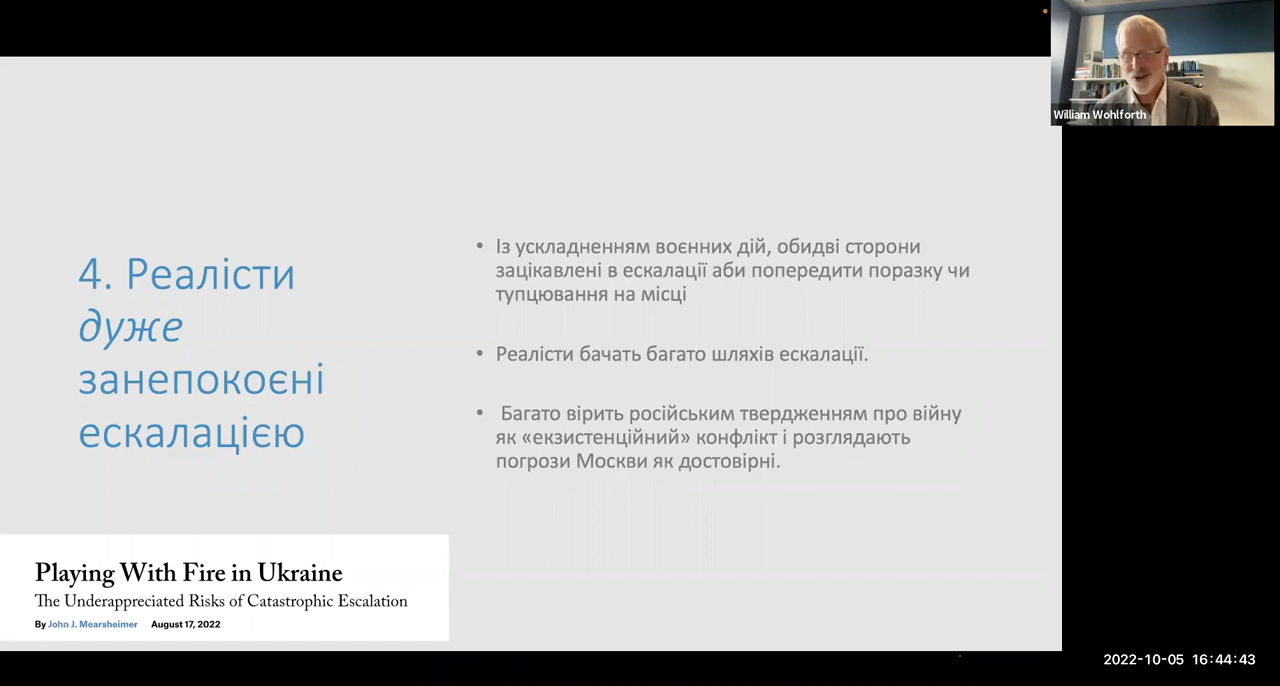 William Wohlforth
4. Реалісти
дуже
занепокоєні
ескалацією
• Із ускладненням воєнних дій, обидві сторони
зацікавлені в ескалації аби попередити поразку чи
тупцювання на місці
• Реалісти бачать багато шляхів ескалації.
• Багато вірить російським твердженням про війну
як «екзистенційний» конфлікт і розглядають
погрози Москви як достовірні.
Playing With Fire in Ukraine
The Underappreciated Risks of Catastrophic Escalation
By John J. Mearsheimer August 17, 2022
2022-10-05 16:44:43